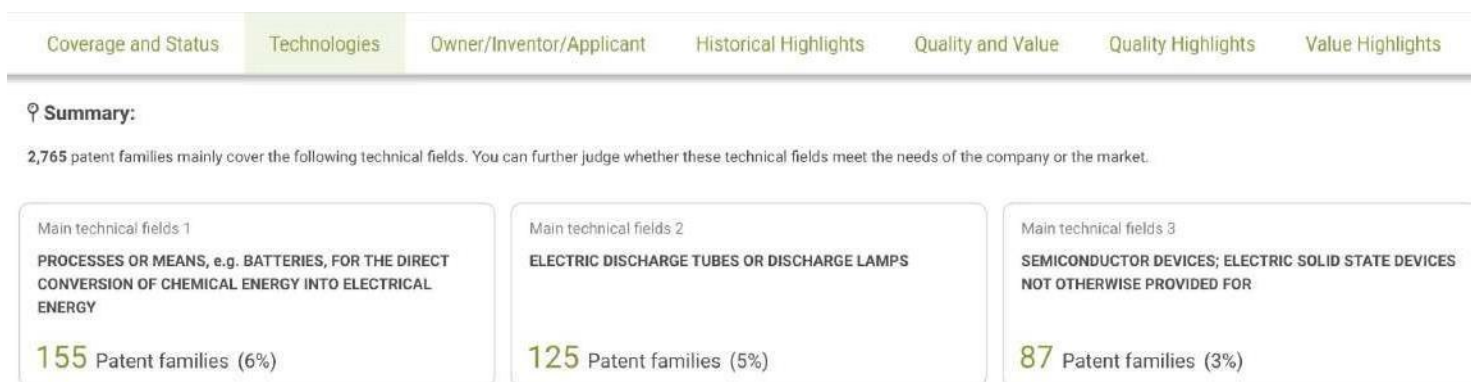 Coverage and Status Technologies Owner/Inventor/Applicant Historical Highlights Quality and Value Quality Highlights Value Highlights
Summary:
2,765 patent families mainly cover the following technical fields. You can further judge whether these technical fields meet the needs of the company or the market.
Main technical fields 1
PROCESSES OR MEANS, e.g. BATTERIES, FOR THE DIRECT
CONVERSION OF CHEMICAL ENERGY INTO ELECTRICAL
ENERGY
155 Patent families (6%)
Main technical fields 2
ELECTRIC DISCHARGE TUBES OR DISCHARGE LAMPS
125 Patent families (5%)
Main technical fields 3
SEMICONDUCTOR DEVICES; ELECTRIC SOLID STATE DEVICES
NOT OTHERWISE PROVIDED FOR
87 Patent families (3%)